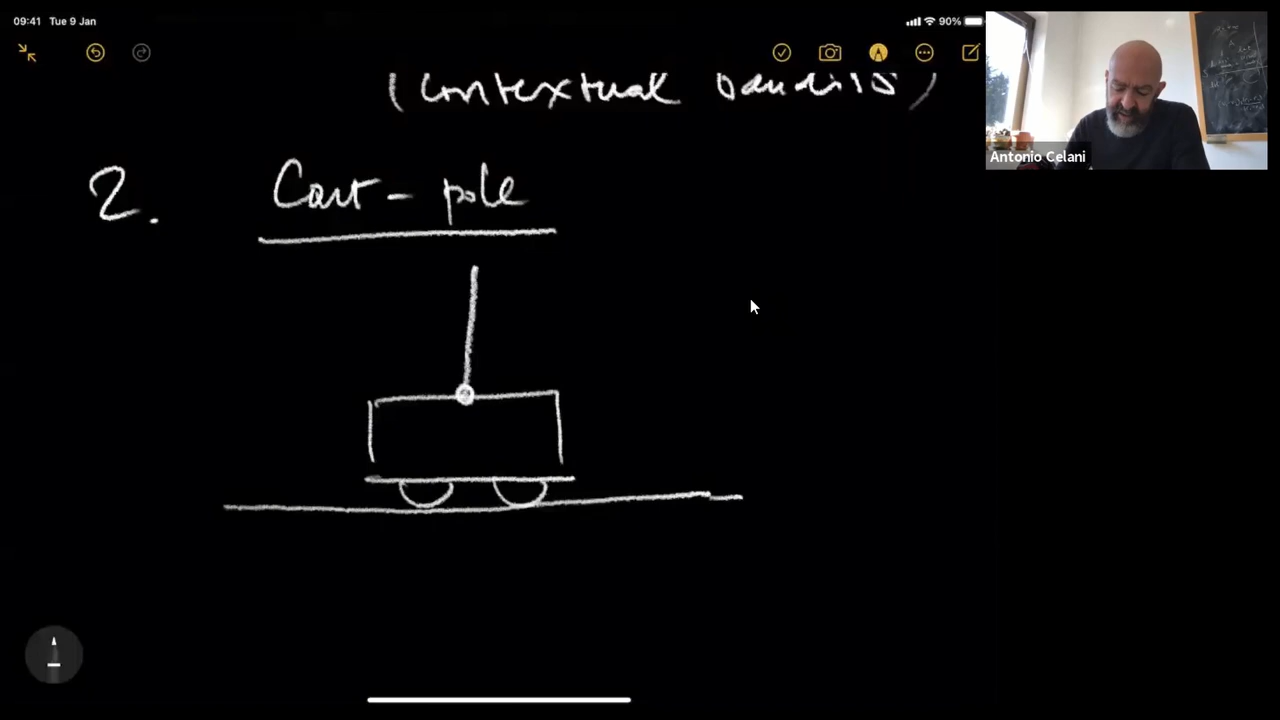 09:41 Tue 9 Jan
90%
(contextual bandits)
2. Cart-pole
Antonio Celani